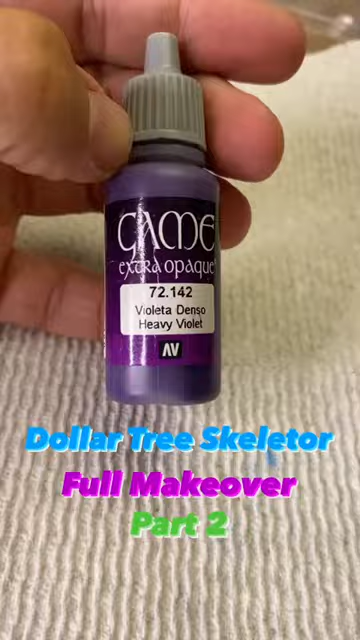 GAME
extra opaque
72.142
Violeta Denso
Heavy Violet
AV
Dollar Tree Skeletor
Full Makeover
Part 2